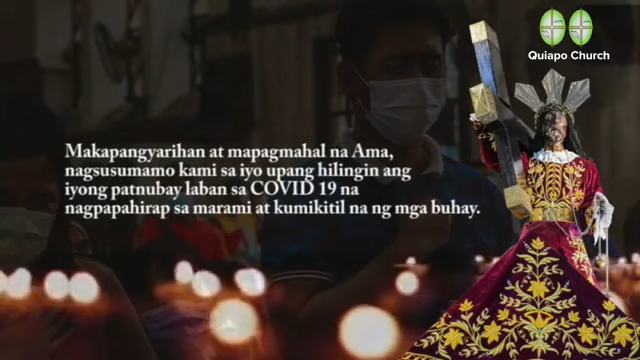 Quiapo Church
Makapangyarihan at mapagmahal na Ama,
nagsusumamo kami sa iyo upang hilingin ang
iyong patnubay laban sa COVID 19 na
nagpapahirap sa marami at kumikitil na ng mga buhay.